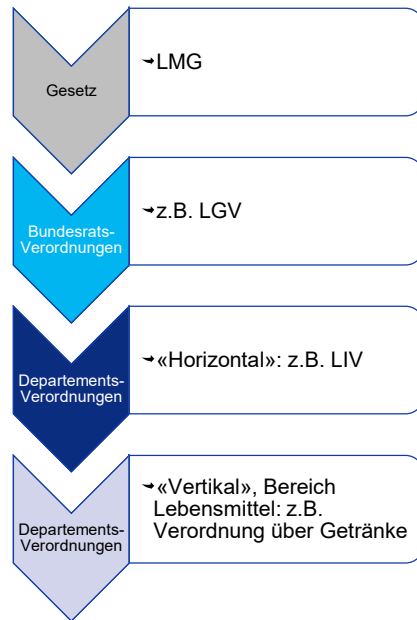 Gesetz
LMG
Bundesrats-
Verordnungen
z.B. LGV
Departements-
Verordnungen
«Horizontal»: z.B. LIV
Departements-
Verordnungen
«Vertikal», Bereich
Lebensmittel: z.B.
Verordnung über Getränke